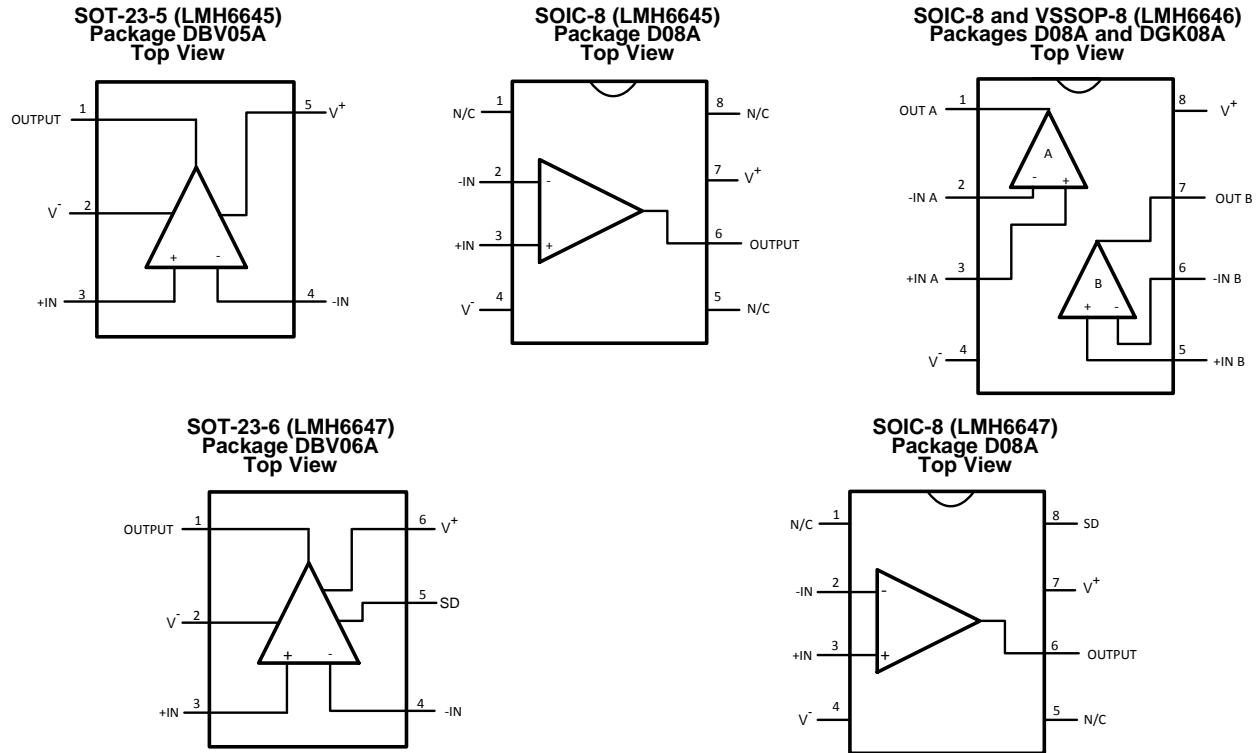 SOT-23-5 (LMH6645)
Package DBV05A
Top View
OUTPUT
1
V-
2
+IN
3
+
-
5
V+
4
-IN
SOIC-8 (LMH6645)
Package D08A
Top View
N/C
1
-IN
2
-
+IN
3
+
V-
4
8
N/C
7
V+
6
OUTPUT
5
N/C
SOIC-8 and VSSOP-8 (LMH6646)
Packages D08A and DGK08A
Top View
OUT A
1
A
-
+
-IN A
2
+IN A
3
V-
4
8
V+
7
OUT B
B
+
-
6
-IN B
5
+IN B
SOT-23-6 (LMH6647)
Package DBV06A
Top View
OUTPUT
1
V-
2
+IN
3
+
-
6
V+
5
SD
4
-IN
SOIC-8 (LMH6647)
Package D08A
Top View
N/C
1
-IN
2
-
+IN
3
+
V-
4
8
SD
7
V+
6
OUTPUT
5
N/C